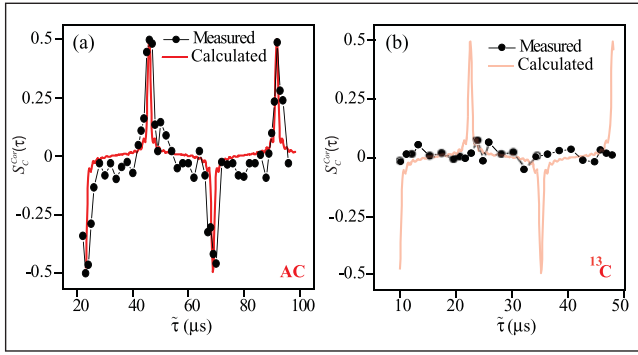 (a)
Measured
Calculated
0.5
0.25
0
-0.25
-0.5
S_C^Cor(τ)
AC
20
40
60
80
100
τ̃ (μs)
(b)
Measured
Calculated
0.5
0.25
0
-0.25
-0.5
S_C^Cor(τ)
¹³C
10
20
30
40
50
τ̃ (μs)